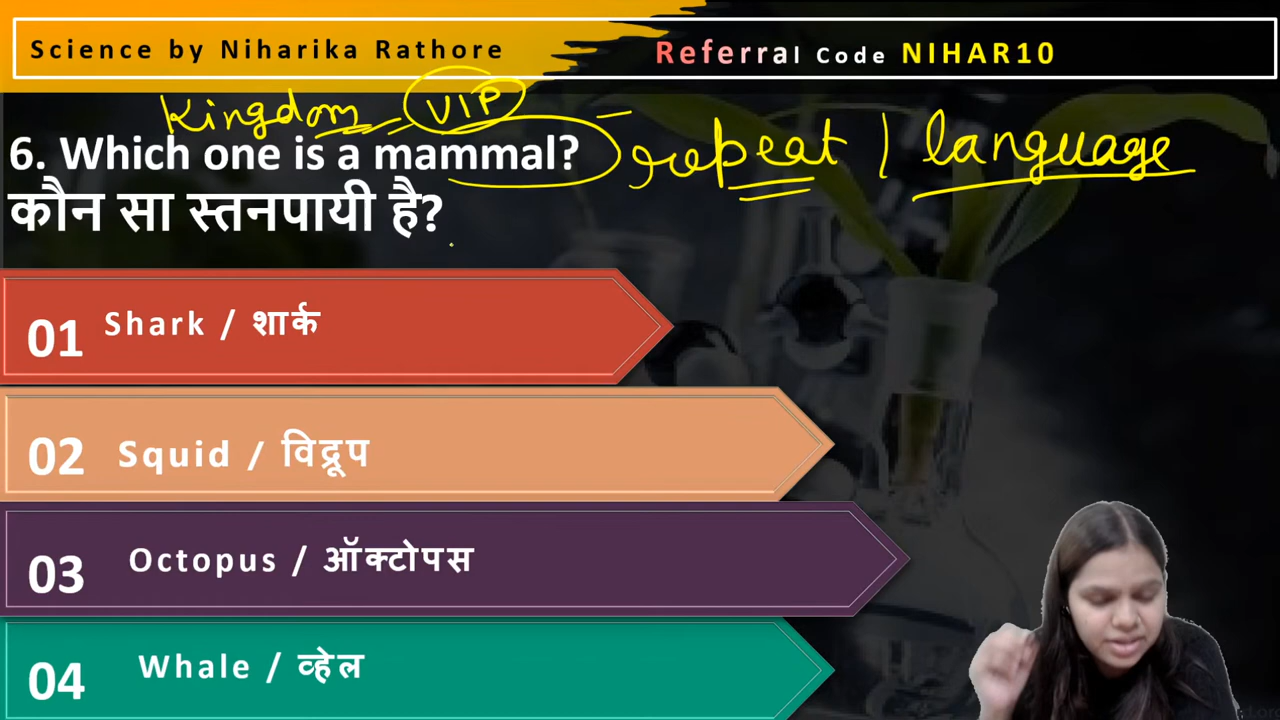 Science by Niharika Rathore
Referral Code NIHAR10
Kingdom VIP
6. Which one is a mammal?
repeat | language
कौन सा स्तनपायी है?
01 Shark / शार्क
02 Squid / विद्रूप
03 Octopus / ऑक्टोपस
04 Whale / व्हेल